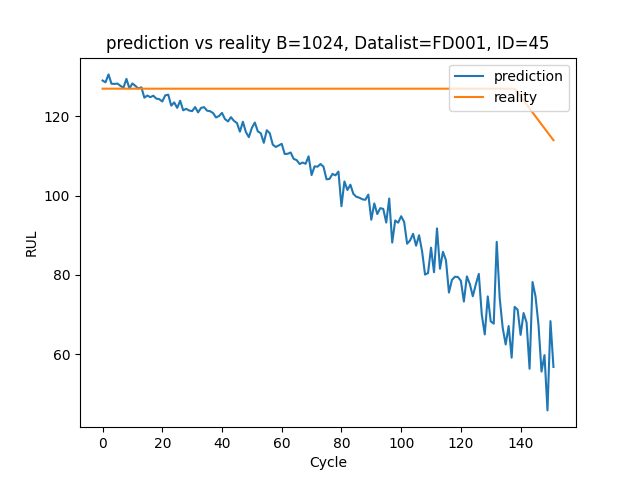 prediction vs reality B=1024, Datalist=FD001, ID=45
prediction
reality
120
100
80
60
RUL
0 20 40 60 80 100 120 140
Cycle